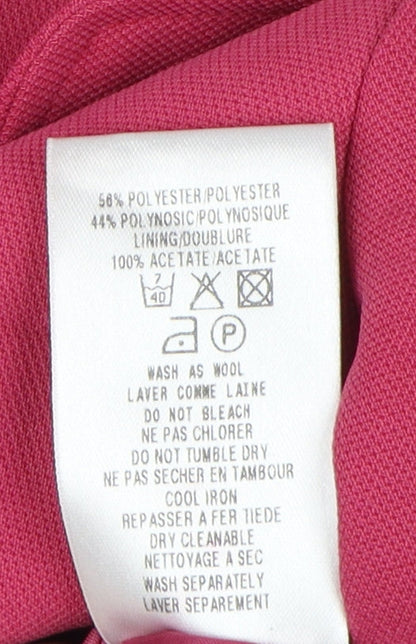 56% POLYESTER/POLYESTER
44% POLYNOSIC/POLYNOSIQUE
LINING/DOUBLURE
100% ACETATE/ACETATE
7
40
P
WASH AS WOOL
LAVER COMME LAINE
DO NOT BLEACH
NE PAS CHLORER
DO NOT TUMBLE DRY
NE PAS SECHER EN TAMBOUR
COOL IRON
REPASSER A FER TIEDE
DRY CLEANABLE
NETTOYAGE A SEC
WASH SEPARATELY
LAVER SEPAREMENT